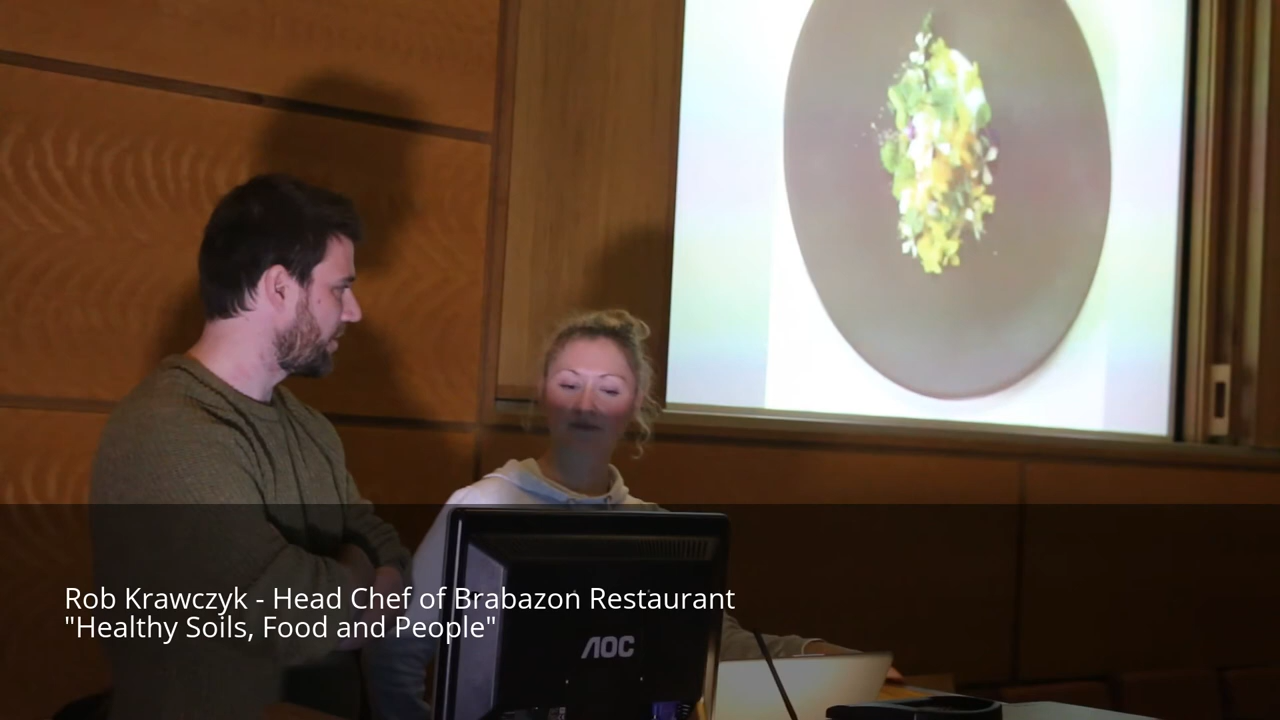 Rob Krawczyk - Head Chef of Brabazon Restaurant
"Healthy Soils, Food and People"
AOC